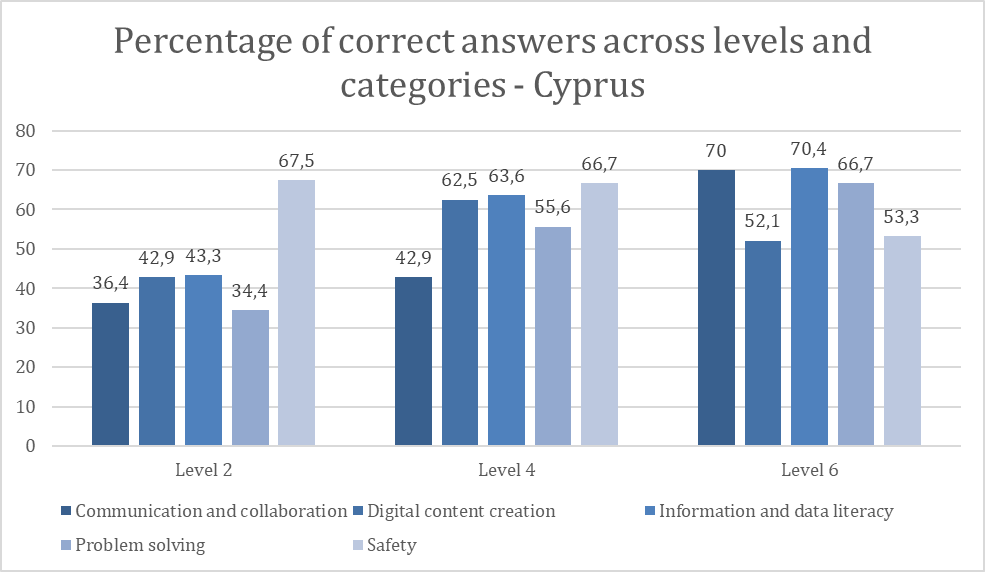 Percentage of correct answers across levels and
categories - Cyprus
80
70
60
50
40
30
20
10
0
36,4
42,9
43,3
34,4
67,5
42,9
62,5
63,6
55,6
66,7
70
52,1
70,4
66,7
53,3
Level 2
Level 4
Level 6
Communication and collaboration
Digital content creation
Information and data literacy
Problem solving
Safety